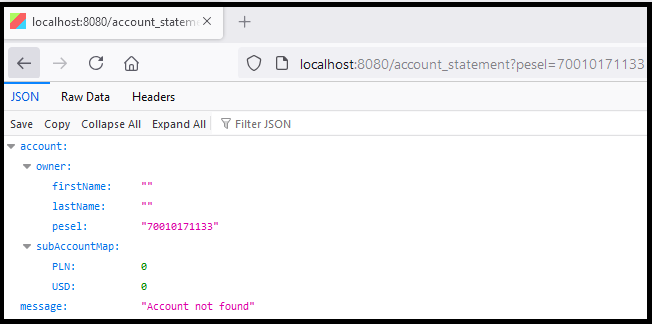 localhost:8080/account_stateme
localhost:8080/account_statement?pesel=70010171133
JSON Raw Data Headers
Save Copy Collapse All Expand All Filter JSON
account:
owner:
firstName: ""
lastName: ""
pesel: "70010171133"
subAccountMap:
PLN: 0
USD: 0
message: "Account not found"